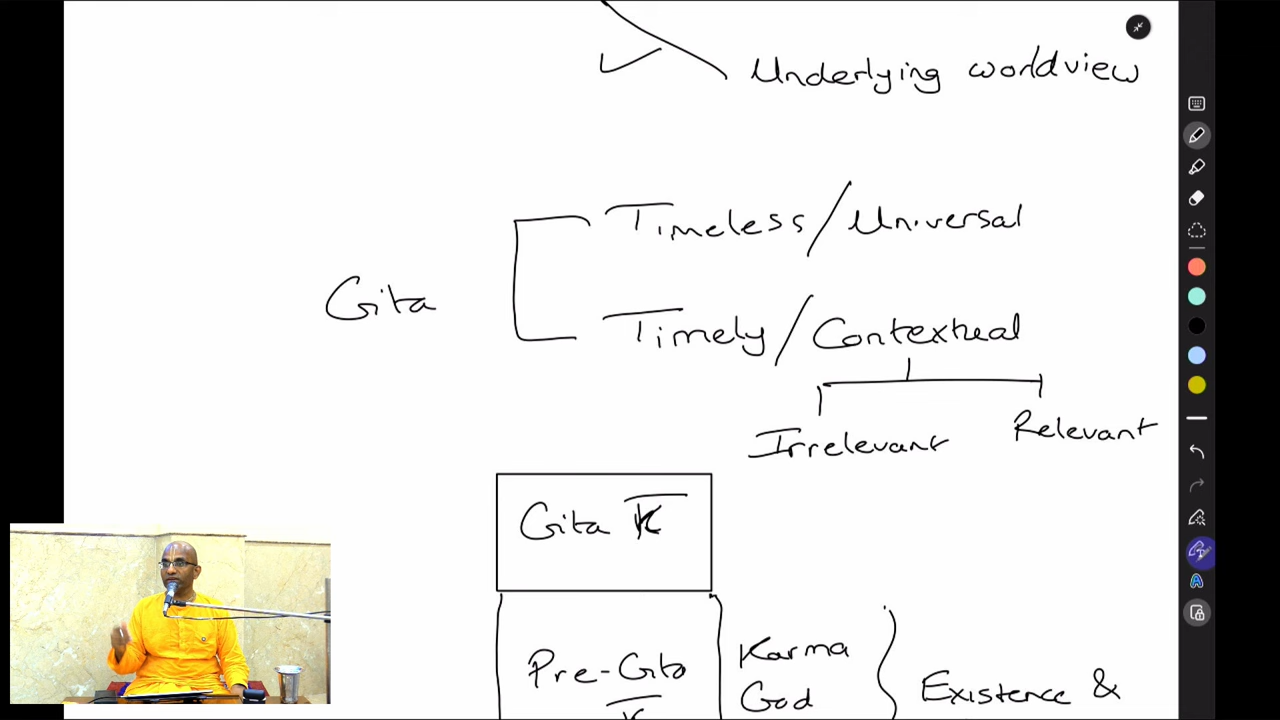 Underlying worldview
Timeless/Universal
Gita
Timely/Contextual
Irrelevant Relevant
Gita K
Pre-Gita Karma
K God Existence &